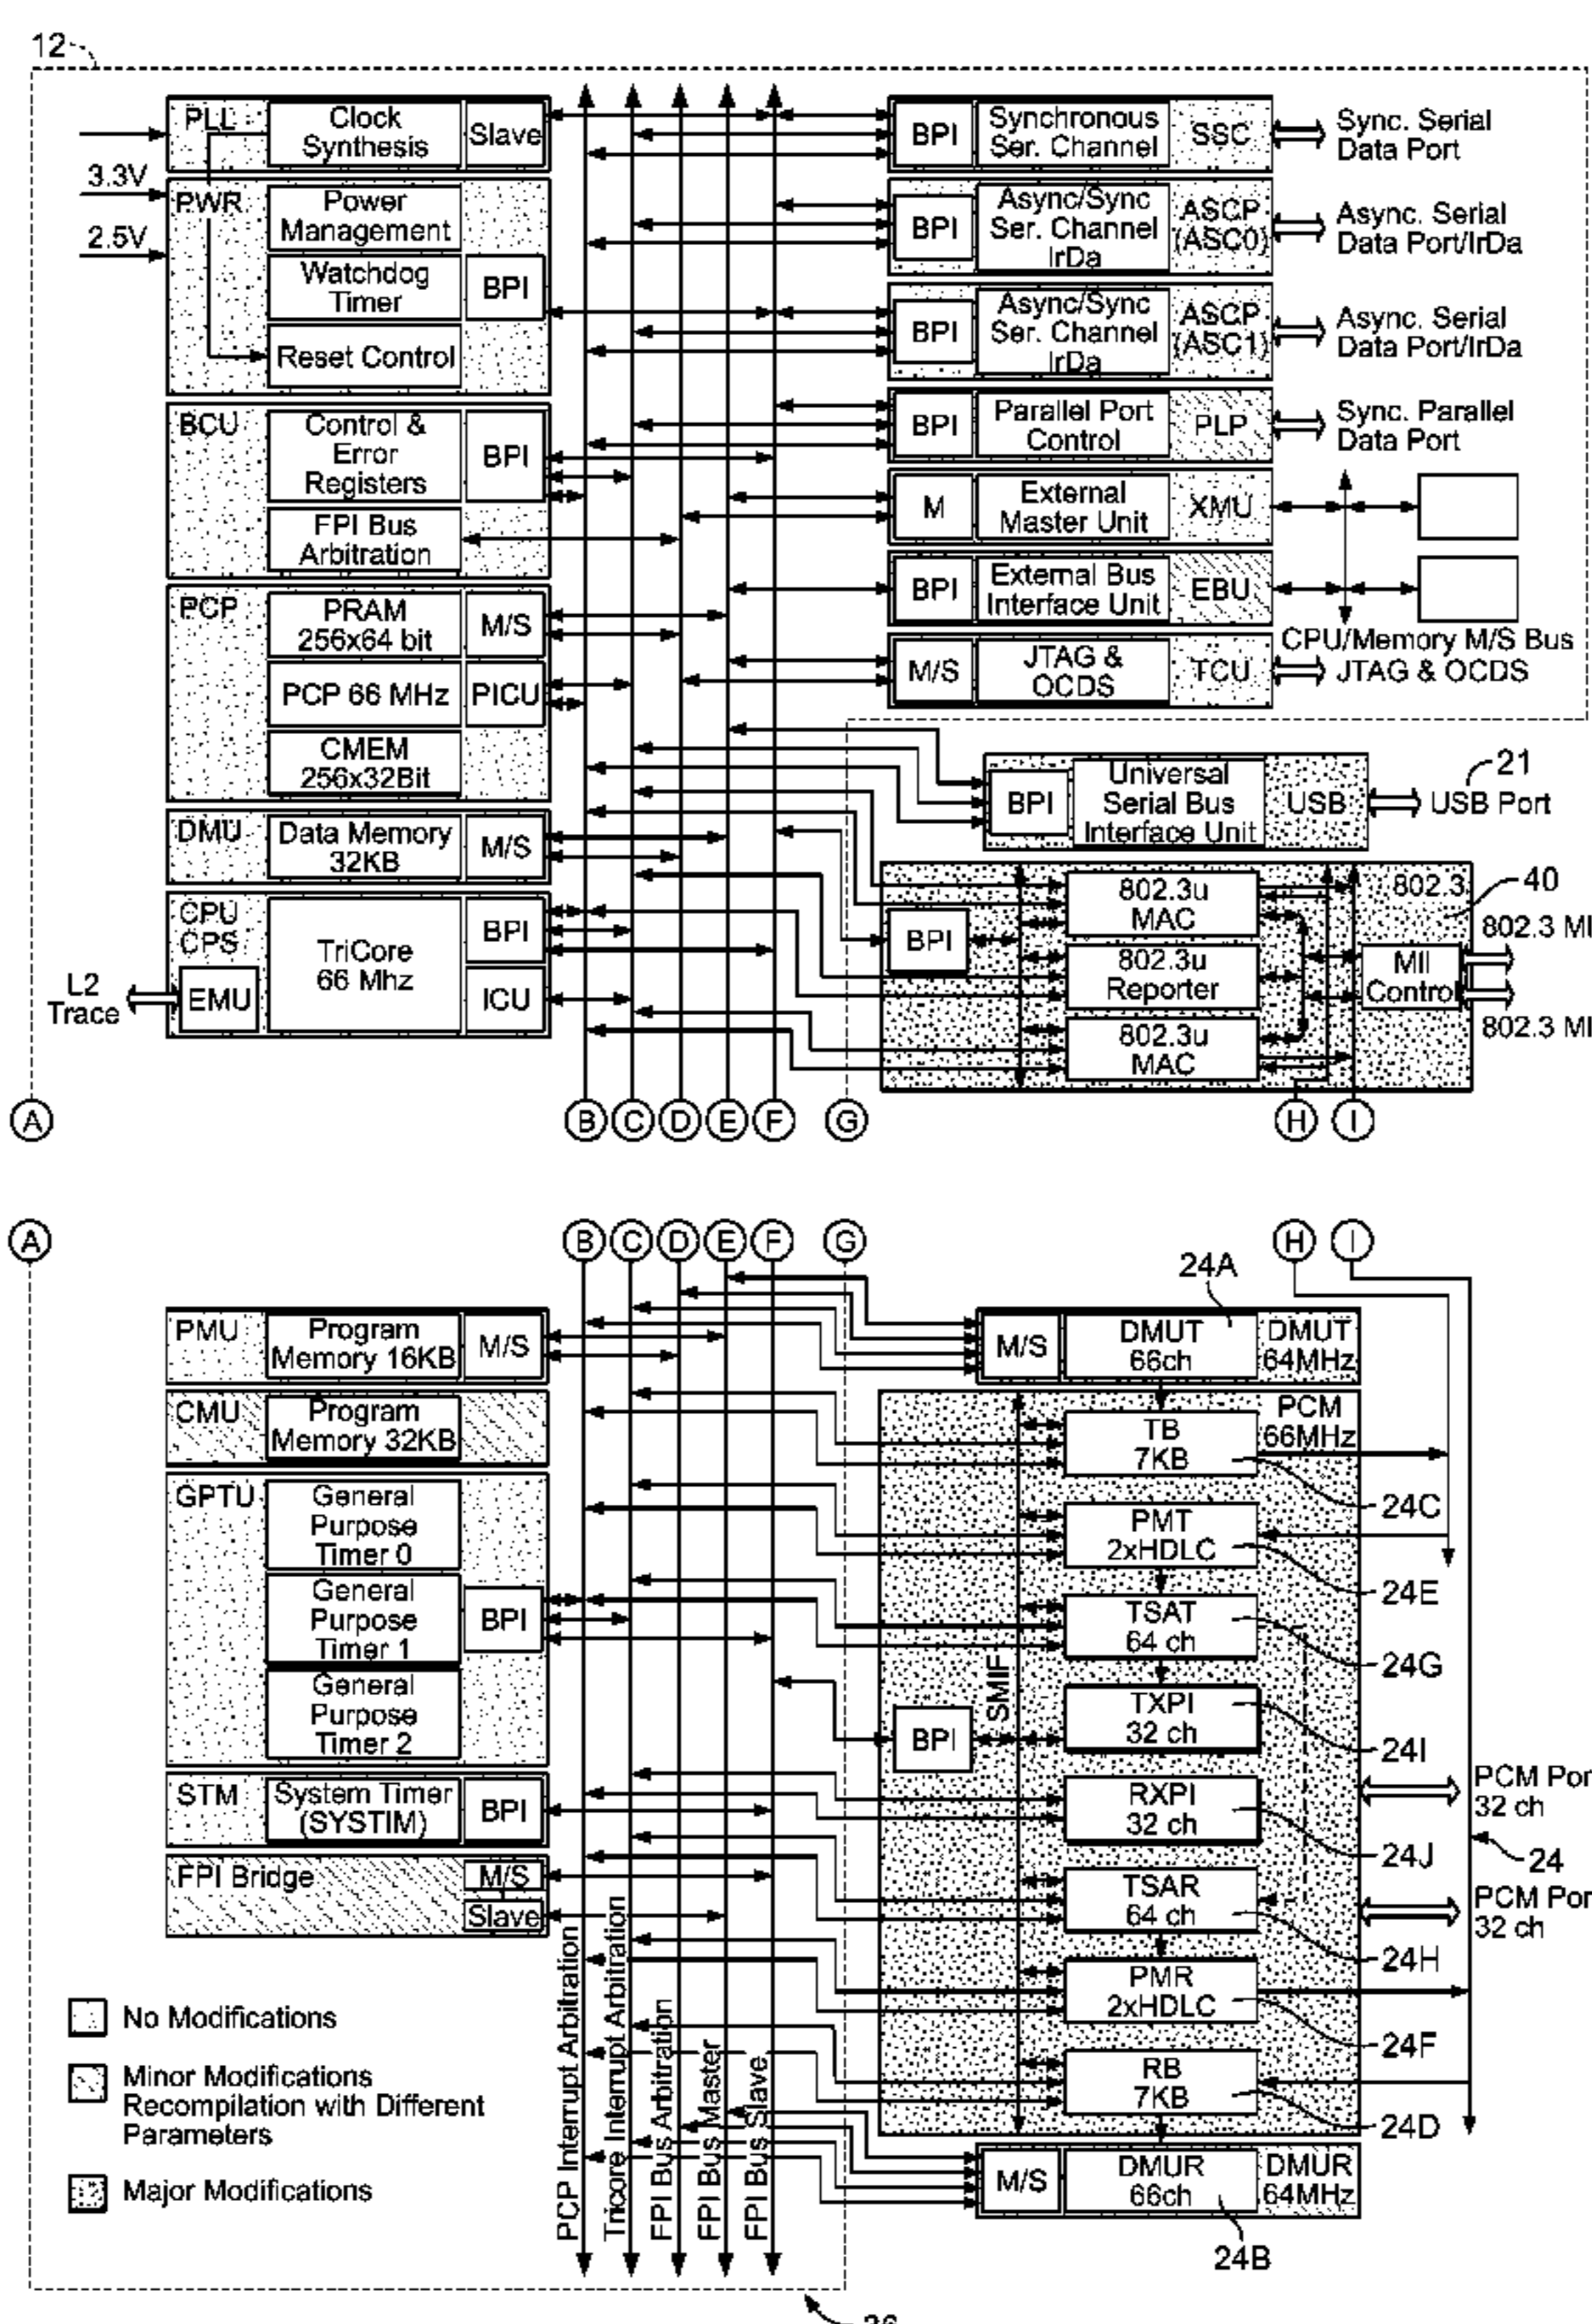 12
PLL
Clock
Synthesis
Slave
3.3V
PWR
Power
Management
2.5V
Watchdog
Timer
BPI
Reset Control
BCU
Control &
Error
Registers
BPI
FPI Bus
Arbitration
PCP
PRAM
256x64 bit
M/S
PCP 66 MHz
PICU
CMEM
256x32Bit
DMU
Data Memory
32KB
M/S
CPU
CPS
TriCore
66 Mhz
BPI
ICU
L2
Trace
EMU
BPI
Synchronous
Ser. Channel
SSC
Sync. Serial
Data Port
BPI
Async/Sync
Ser. Channel
IrDa
ASCP
(ASC0)
Async. Serial
Data Port/IrDa
BPI
Async/Sync
Ser. Channel
IrDa
ASCP
(ASC1)
Async. Serial
Data Port/IrDa
BPI
Parallel Port
Control
PLP
Sync. Parallel
Data Port
M
External
Master Unit
XMU
BPI
External Bus
Interface Unit
EBU
CPU/Memory M/S Bus
M/S
JTAG &
OCDS
TCU
JTAG & OCDS
BPI
Universal
Serial Bus
Interface Unit
USB
21
USB Port
BPI
802.3u
MAC
802.3u
Reporter
802.3u
MAC
802.3
40
MII
Control
802.3 MI
802.3 MI
A
B
C
D
E
F
G
H
I
A
B
C
D
E
F
G
H
I
PMU
Program
Memory 16KB
M/S
CMU
Program
Memory 32KB
GPTU
General
Purpose
Timer 0
General
Purpose
Timer 1
BPI
General
Purpose
Timer 2
STM
System Timer
(SYSTIM)
BPI
FPI Bridge
M/S
Slave
PCP Interrupt Arbitration
Tricore Interrupt Arbitration
FPI Bus Arbitration
FPI Bus Master
FPI Bus Slave
24A
M/S
DMUT
66ch
DMUT
64MHz
PCM
66MHz
TB
7KB
24C
PMT
2xHDLC
24E
TSAT
64 ch
24G
SMIF
BPI
TXPI
32 ch
24I
RXPI
32 ch
24J
PCM Por
32 ch
24
TSAR
64 ch
24H
PCM Por
32 ch
PMR
2xHDLC
24F
RB
7KB
24D
M/S
DMUR
66ch
DMUR
64MHz
24B
No Modifications
Minor Modifications
Recompilation with Different
Parameters
Major Modifications